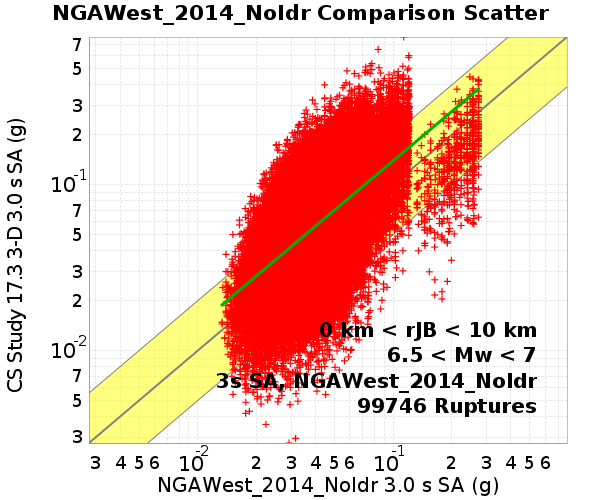 NGAWest_2014_NoIdr Comparison Scatter
CS Study 17.3 3-D 3.0 s SA (g)
7
5
3
2
10-1
7
5
3
2
10-2
7
5
3
0 km < rJB < 10 km
6.5 < Mw < 7
3s SA, NGAWest_2014_NoIdr
99746 Ruptures
3 4 5 6 10-2 2 3 4 5 6 10-1 2 3 4 5 6
NGAWest_2014_NoIdr 3.0 s SA (g)